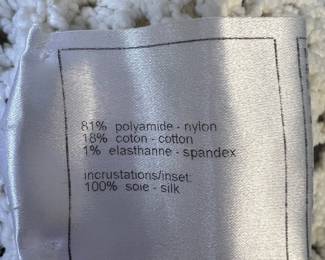 81% polyamide - nylon
18% coton - cotton
1% elasthanne - spandex
incrustations/inset:
100% soie - silk